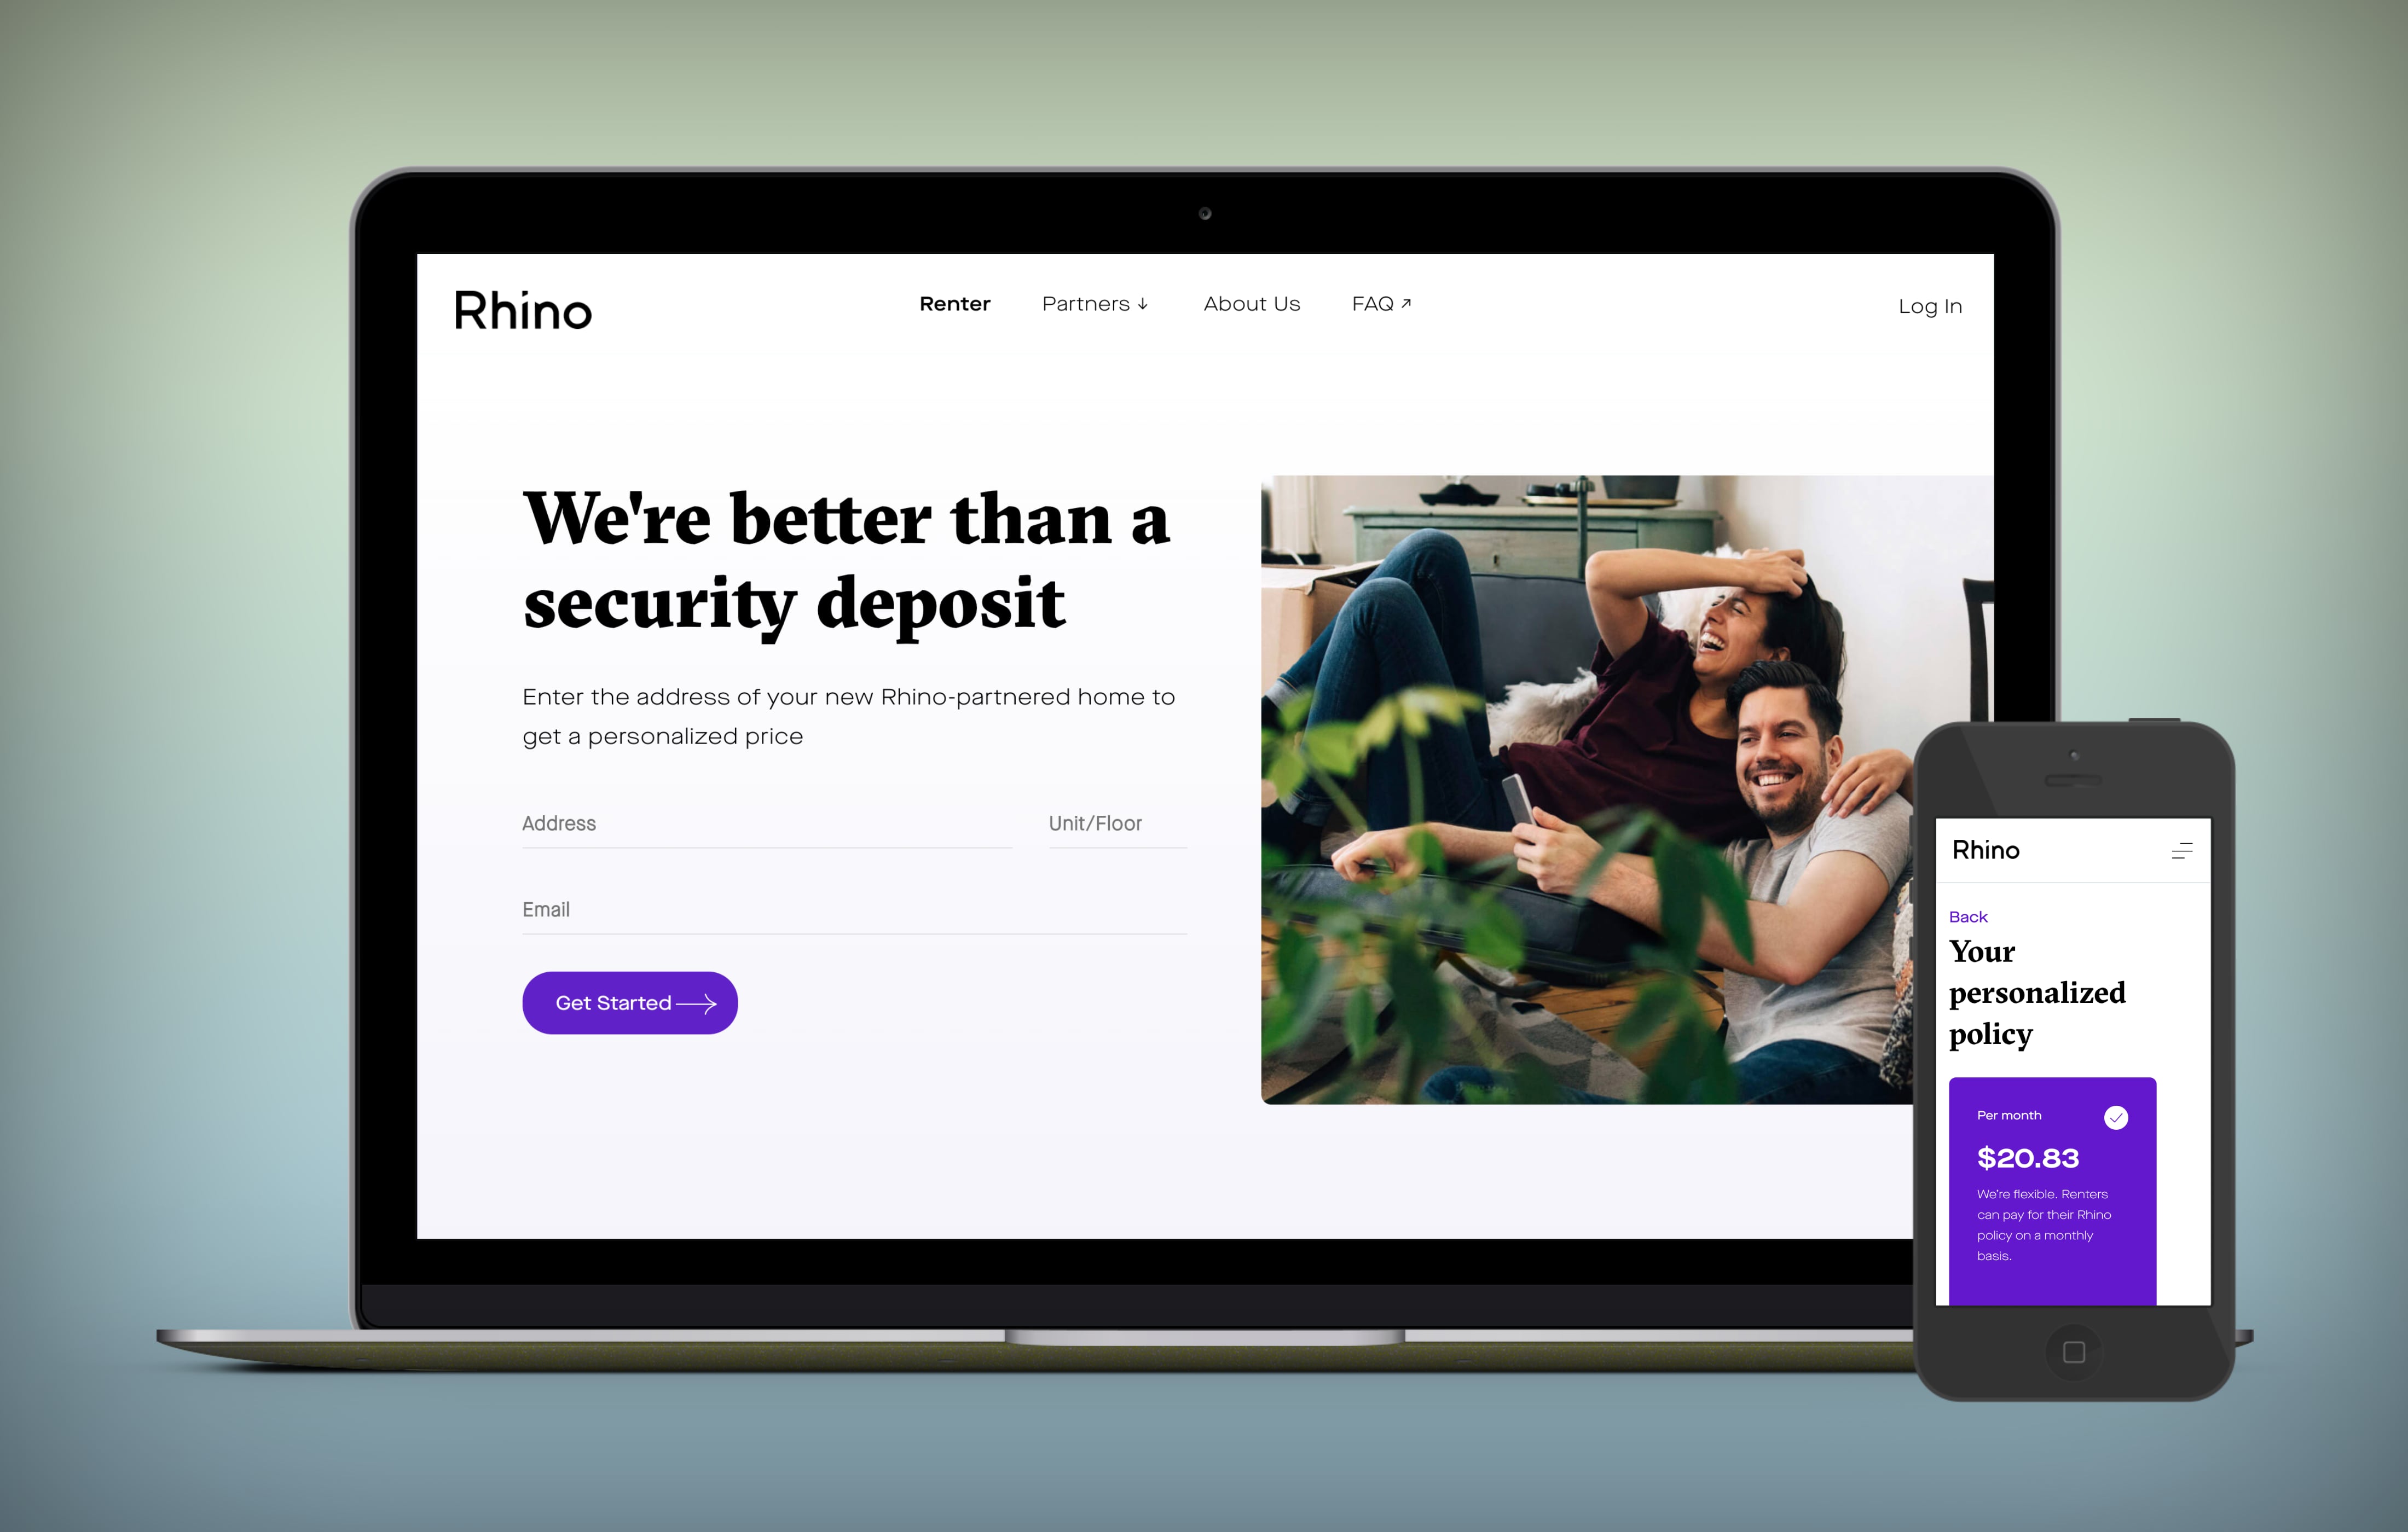 Rhino
Renter
Partners ↓
About Us
FAQ ↗
Log In
We're better than a
security deposit
Enter the address of your new Rhino-partnered home to
get a personalized price
Address
Unit/Floor
Email
Get Started
Rhino
Back
Your
personalized
policy
Per month
$20.83
We're flexible. Renters
can pay for their Rhino
policy on a monthly
basis.